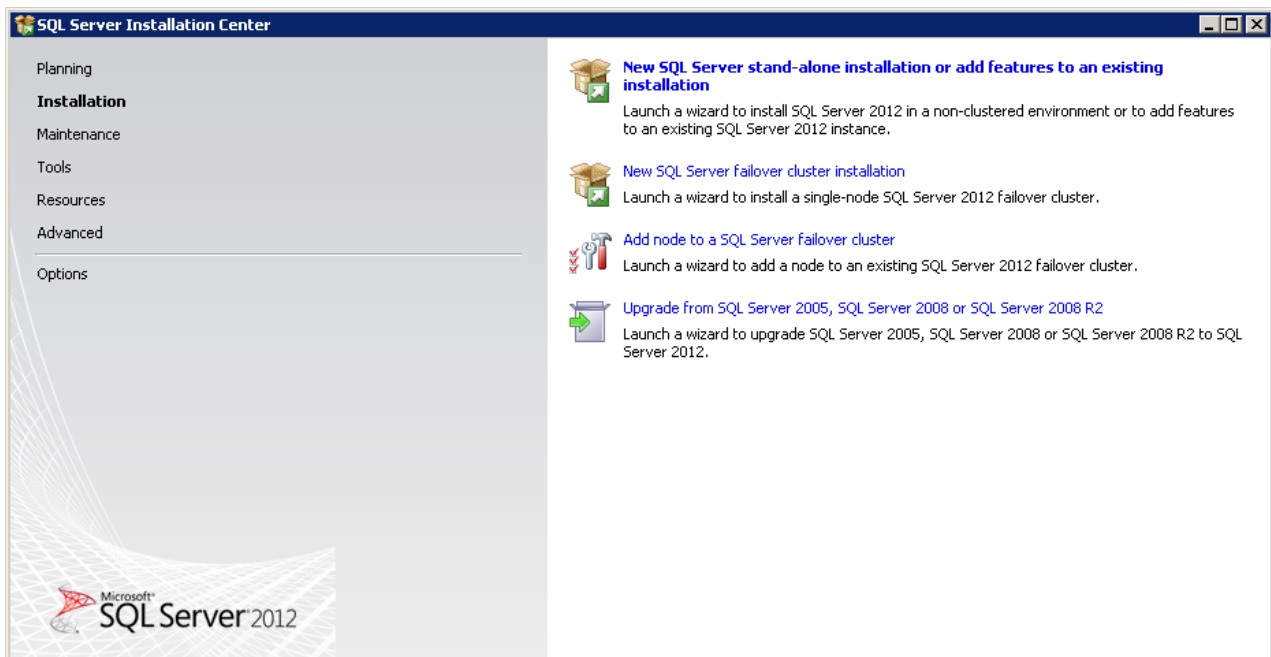 SQL Server Installation Center
Planning
Installation
Maintenance
Tools
Resources
Advanced
Options
New SQL Server stand-alone installation or add features to an existing
installation
Launch a wizard to install SQL Server 2012 in a non-clustered environment or to add features
to an existing SQL Server 2012 instance.
New SQL Server failover cluster installation
Launch a wizard to install a single-node SQL Server 2012 failover cluster.
Add node to a SQL Server failover cluster
Launch a wizard to add a node to an existing SQL Server 2012 failover cluster.
Upgrade from SQL Server 2005, SQL Server 2008 or SQL Server 2008 R2
Launch a wizard to upgrade SQL Server 2005, SQL Server 2008 or SQL Server 2008 R2 to SQL
Server 2012.
Microsoft®
SQL Server®2012